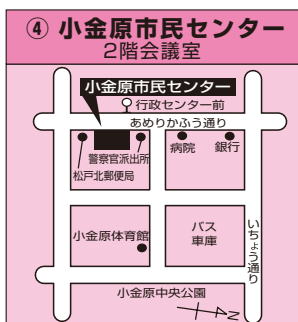 ④ 小金原市民センター
2階会議室
小金原市民センター
行政センター前
あめりかふう通り
警察官派出所
病院
銀行
松戸北郵便局
小金原体育館
バス
車庫
いちょう通り
小金原中央公園
N